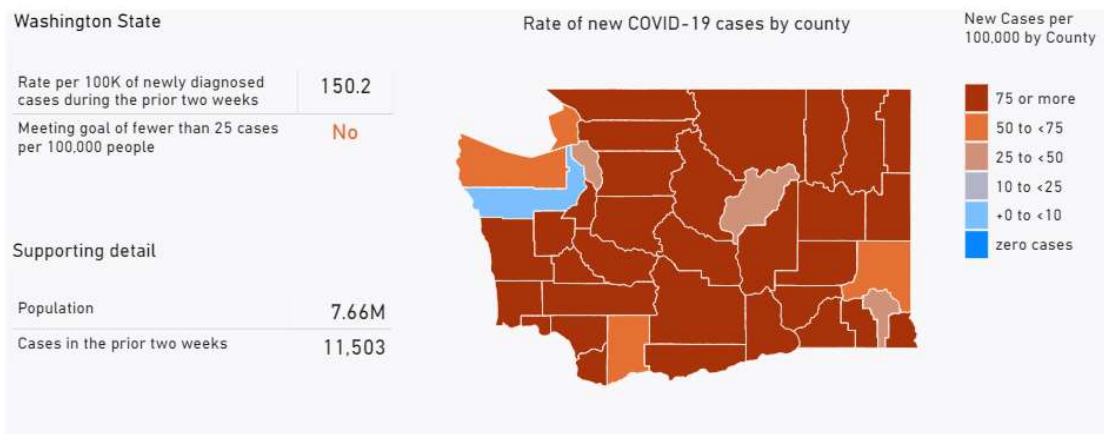 Washington State
Rate per 100K of newly diagnosed
cases during the prior two weeks
150.2
Meeting goal of fewer than 25 cases
per 100,000 people
No
Supporting detail
Population
7.66M
Cases in the prior two weeks
11,503
Rate of new COVID-19 cases by county
New Cases per
100,000 by County
75 or more
50 to <75
25 to <50
10 to <25
+0 to <10
zero cases